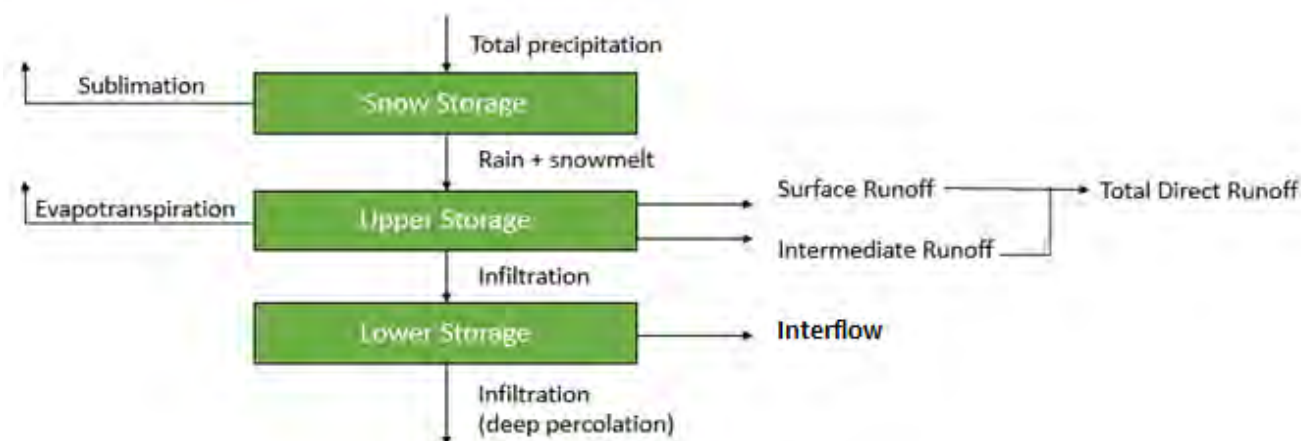 Total precipitation
Sublimation
Snow Storage
Rain + snowmelt
Surface Runoff
Total Direct Runoff
Evapotranspiration
Upper Storage
Intermediate Runoff
Infiltration
Lower Storage
Interflow
Infiltration
(deep percolation)